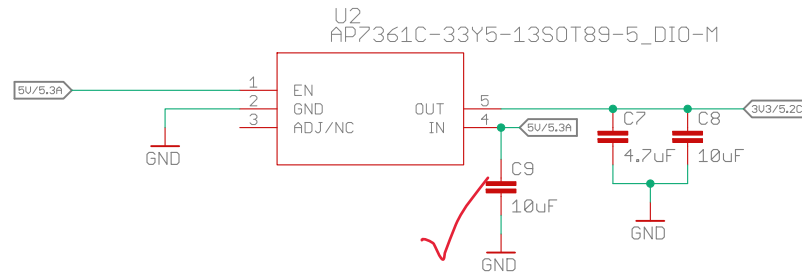 U2
AP7361C-33Y5-13SOT89-5_DIO-M
5V/5.3A
1
EN
2
GND
3
ADJ/NC
OUT
5
IN
4
5V/5.3A
3V3/5.2C
GND
C7
4.7uF
C8
10uF
C9
10uF
GND
GND